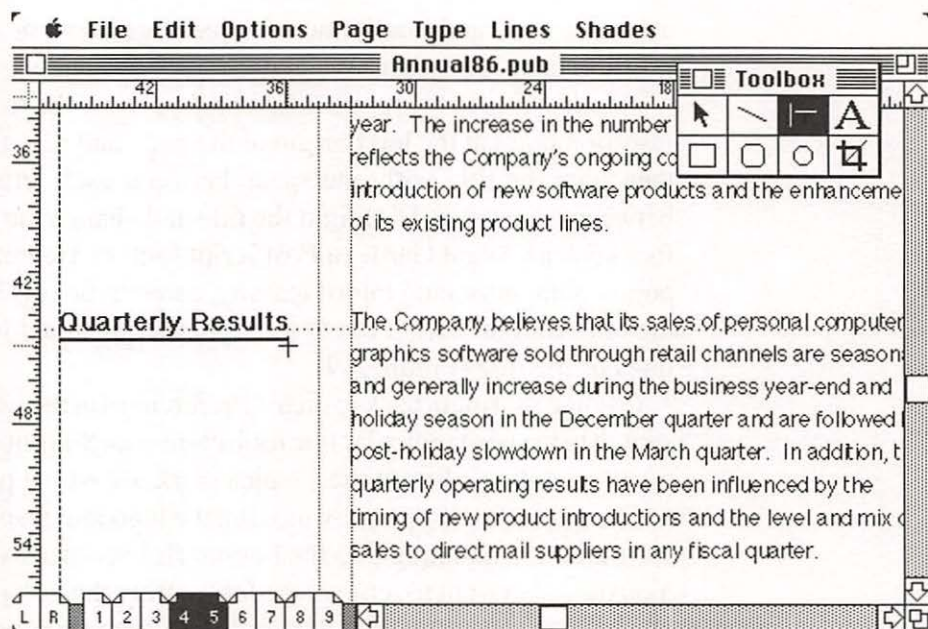 File Edit Options Page Type Lines Shades
Annual86.pub
Toolbox
42 36 30 24 18
A
36
42
48
54
year. The increase in the number
reflects the Company's ongoing co
introduction of new software products and the enhanceme
of its existing product lines.
Quarterly Results
The Company believes that its sales of personal computer
graphics software sold through retail channels are season
and generally increase during the business year-end and
holiday season in the December quarter and are followed
post-holiday slowdown in the March quarter. In addition, t
quarterly operating results have been influenced by the
timing of new product introductions and the level and mix
sales to direct mail suppliers in any fiscal quarter.
L R 1 2 3 4 5 6 7 8 9